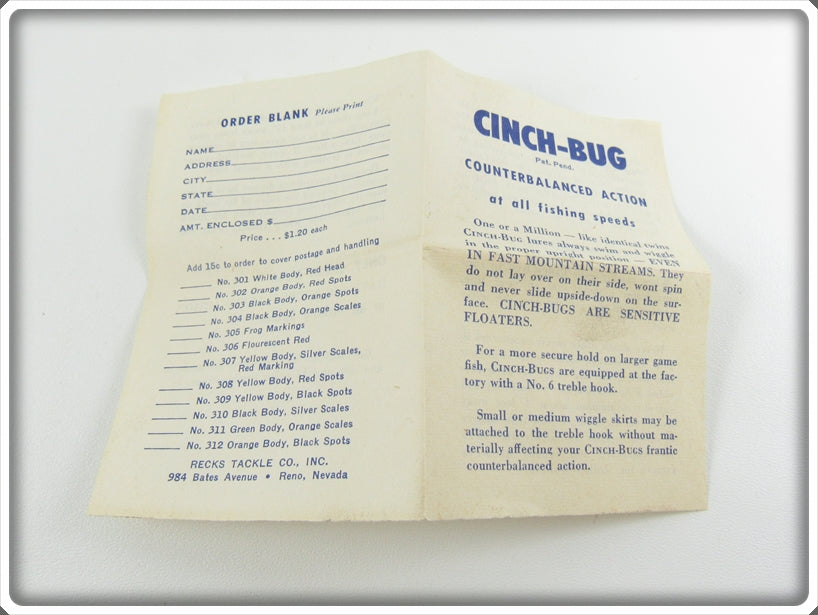 ORDER BLANK Please Print
NAME
ADDRESS
CITY
STATE
DATE
AMT. ENCLOSED $
Price . . . $1.20 each
Add 15c to order to cover postage and handling
No. 301 White Body, Red Head
No. 302 Orange Body, Red Spots
No. 303 Black Body, Orange Spots
No. 304 Black Body, Orange Scales
No. 305 Frog Markings
No. 306 Flourescent Red
No. 307 Yellow Body, Silver Scales,
Red Marking
No. 308 Yellow Body, Red Spots
No. 309 Yellow Body, Black Spots
No. 310 Black Body, Silver Scales
No. 311 Green Body, Orange Scales
No. 312 Orange Body, Black Spots
RECKS TACKLE CO., INC.
984 Bates Avenue • Reno, Nevada
CINCH-BUG
Pat. Pend.
COUNTERBALANCED ACTION
at all fishing speeds
One or a Million — like identical twins
CINCH-BUG lures always swim and wiggle
in the proper upright position — EVEN
IN FAST MOUNTAIN STREAMS. They
do not lay over on their side, wont spin
and never slide upside-down on the sur-
face. CINCH-BUGS ARE SENSITIVE
FLOATERS.
For a more secure hold on larger game
fish, CINCH-BUGS are equipped at the fac-
tory with a No. 6 treble hook.
Small or medium wiggle skirts may be
attached to the treble hook without ma-
terially affecting your CINCH-BUGS frantic
counterbalanced action.